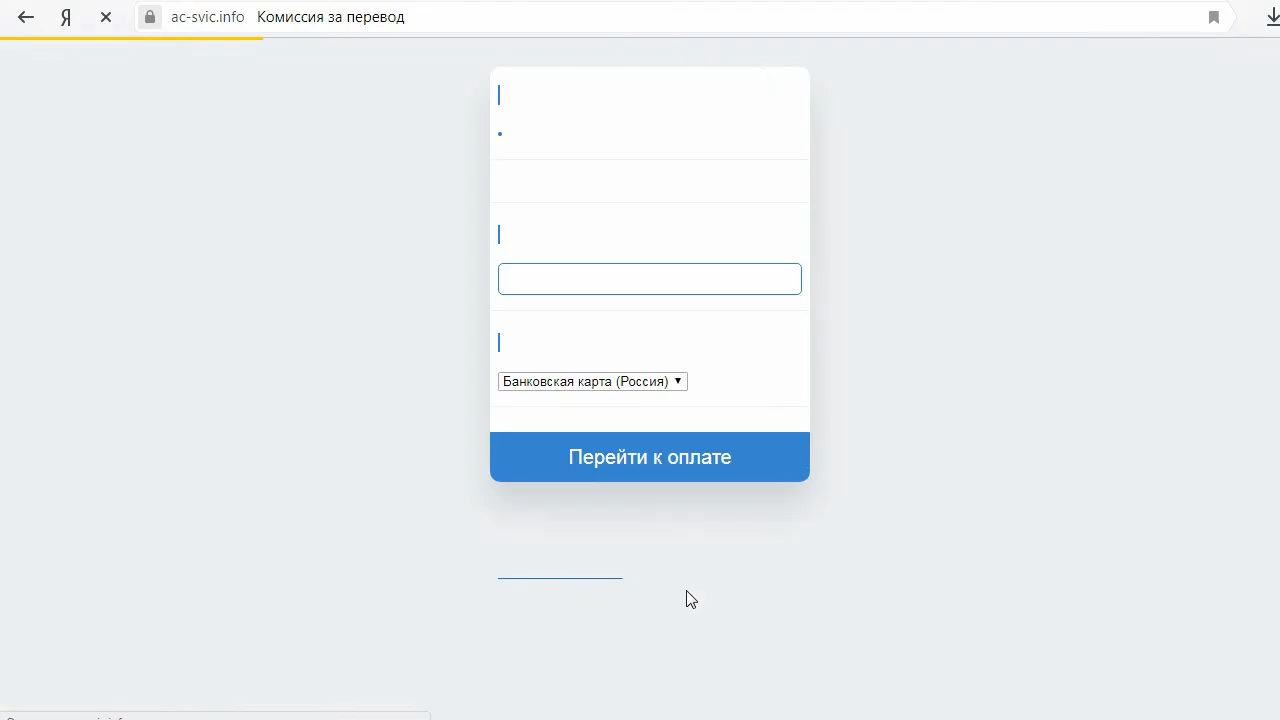 Я ac-svic.info Комиссия за перевод
Банковская карта (Россия)
Перейти к оплате